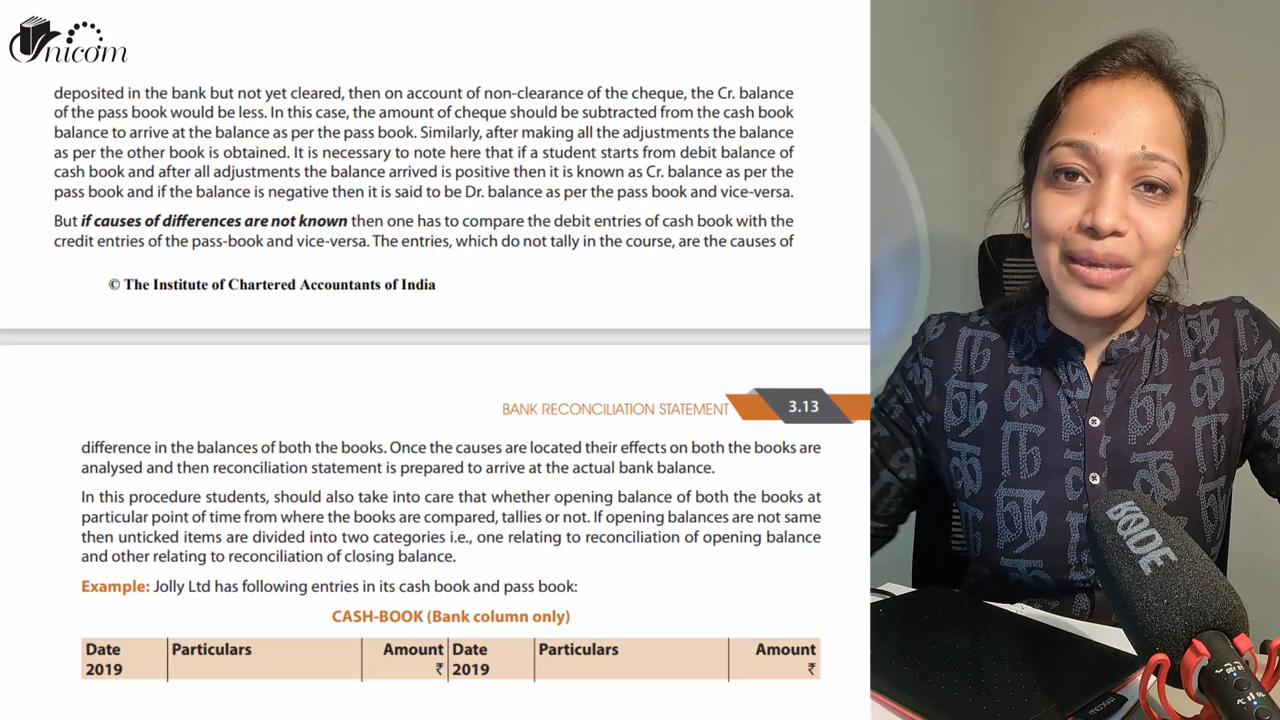 Unicom
deposited in the bank but not yet cleared, then on account of non-clearance of the cheque, the Cr. balance
of the pass book would be less. In this case, the amount of cheque should be subtracted from the cash book
balance to arrive at the balance as per the pass book. Similarly, after making all the adjustments the balance
as per the other book is obtained. It is necessary to note here that if a student starts from debit balance of
cash book and after all adjustments the balance arrived is positive then it is known as Cr. balance as per the
pass book and if the balance is negative then it is said to be Dr. balance as per the pass book and vice-versa.
But if causes of differences are not known then one has to compare the debit entries of cash book with the
credit entries of the pass-book and vice-versa. The entries, which do not tally in the course, are the causes of
© The Institute of Chartered Accountants of India
BANK RECONCILIATION STATEMENT 3.13
difference in the balances of both the books. Once the causes are located their effects on both the books are
analysed and then reconciliation statement is prepared to arrive at the actual bank balance.
In this procedure students, should also take into care that whether opening balance of both the books at
particular point of time from where the books are compared, tallies or not. If opening balances are not same
then unticked items are divided into two categories i.e., one relating to reconciliation of opening balance
and other relating to reconciliation of closing balance.
Example: Jolly Ltd has following entries in its cash book and pass book:
CASH-BOOK (Bank column only)
Date Particulars Amount Date Particulars Amount
2019 ₹ 2019 ₹
RODE